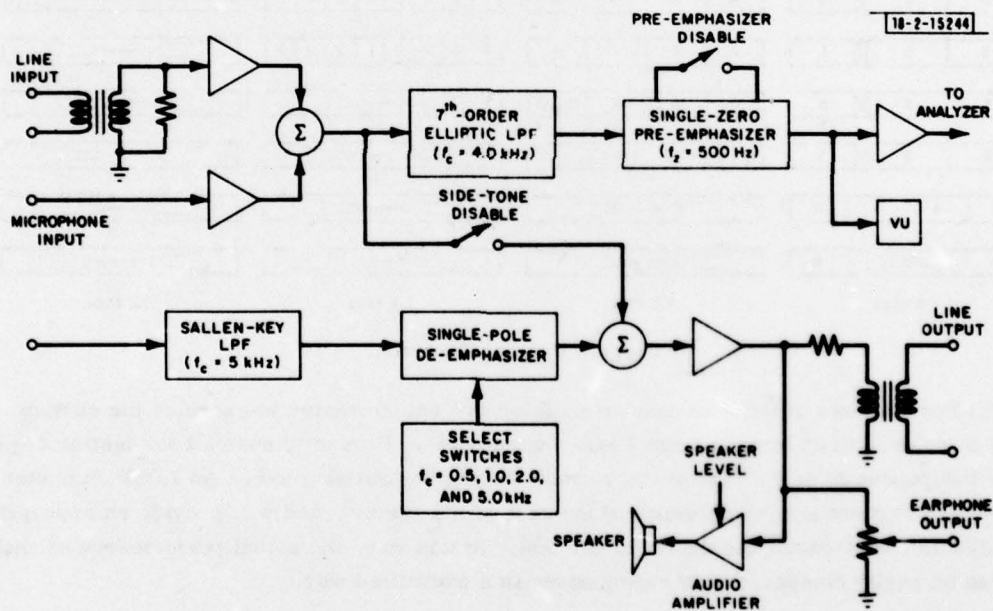 18-2-15244
PRE-EMPHASIZER
DISABLE
LINE
INPUT
TO
ANALYZER
Σ
7th-ORDER
ELLIPTIC LPF
(fc = 4.0 kHz)
SINGLE-ZERO
PRE-EMPHASIZER
(fz = 500 Hz)
MICROPHONE
INPUT
SIDE-TONE
DISABLE
VU
SALLEN-KEY
LPF
(fc = 5 kHz)
SINGLE-POLE
DE-EMPHASIZER
Σ
LINE
OUTPUT
SELECT
SWITCHES
fc = 0.5, 1.0, 2.0,
AND 5.0 kHz
SPEAKER
LEVEL
SPEAKER
AUDIO
AMPLIFIER
EARPHONE
OUTPUT